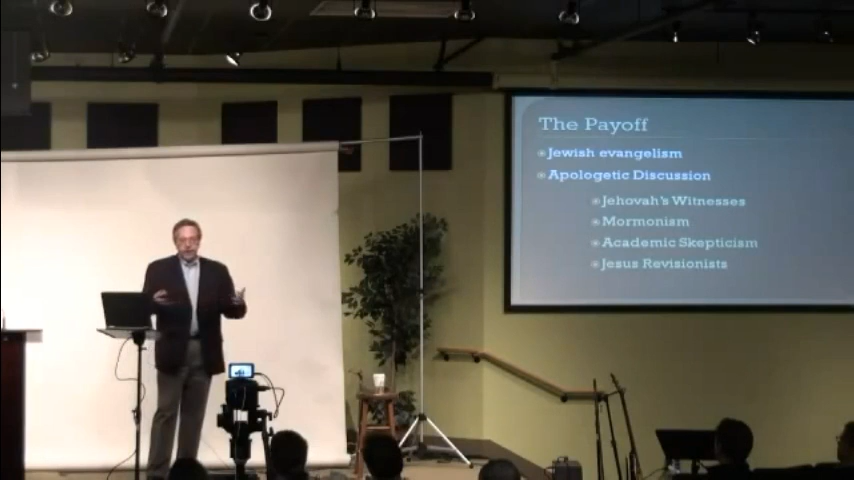 The Payoff
Jewish evangelism
Apologetic Discussion
Jehovah's Witnesses
Mormonism
Academic Skepticism
Jesus Revisionists